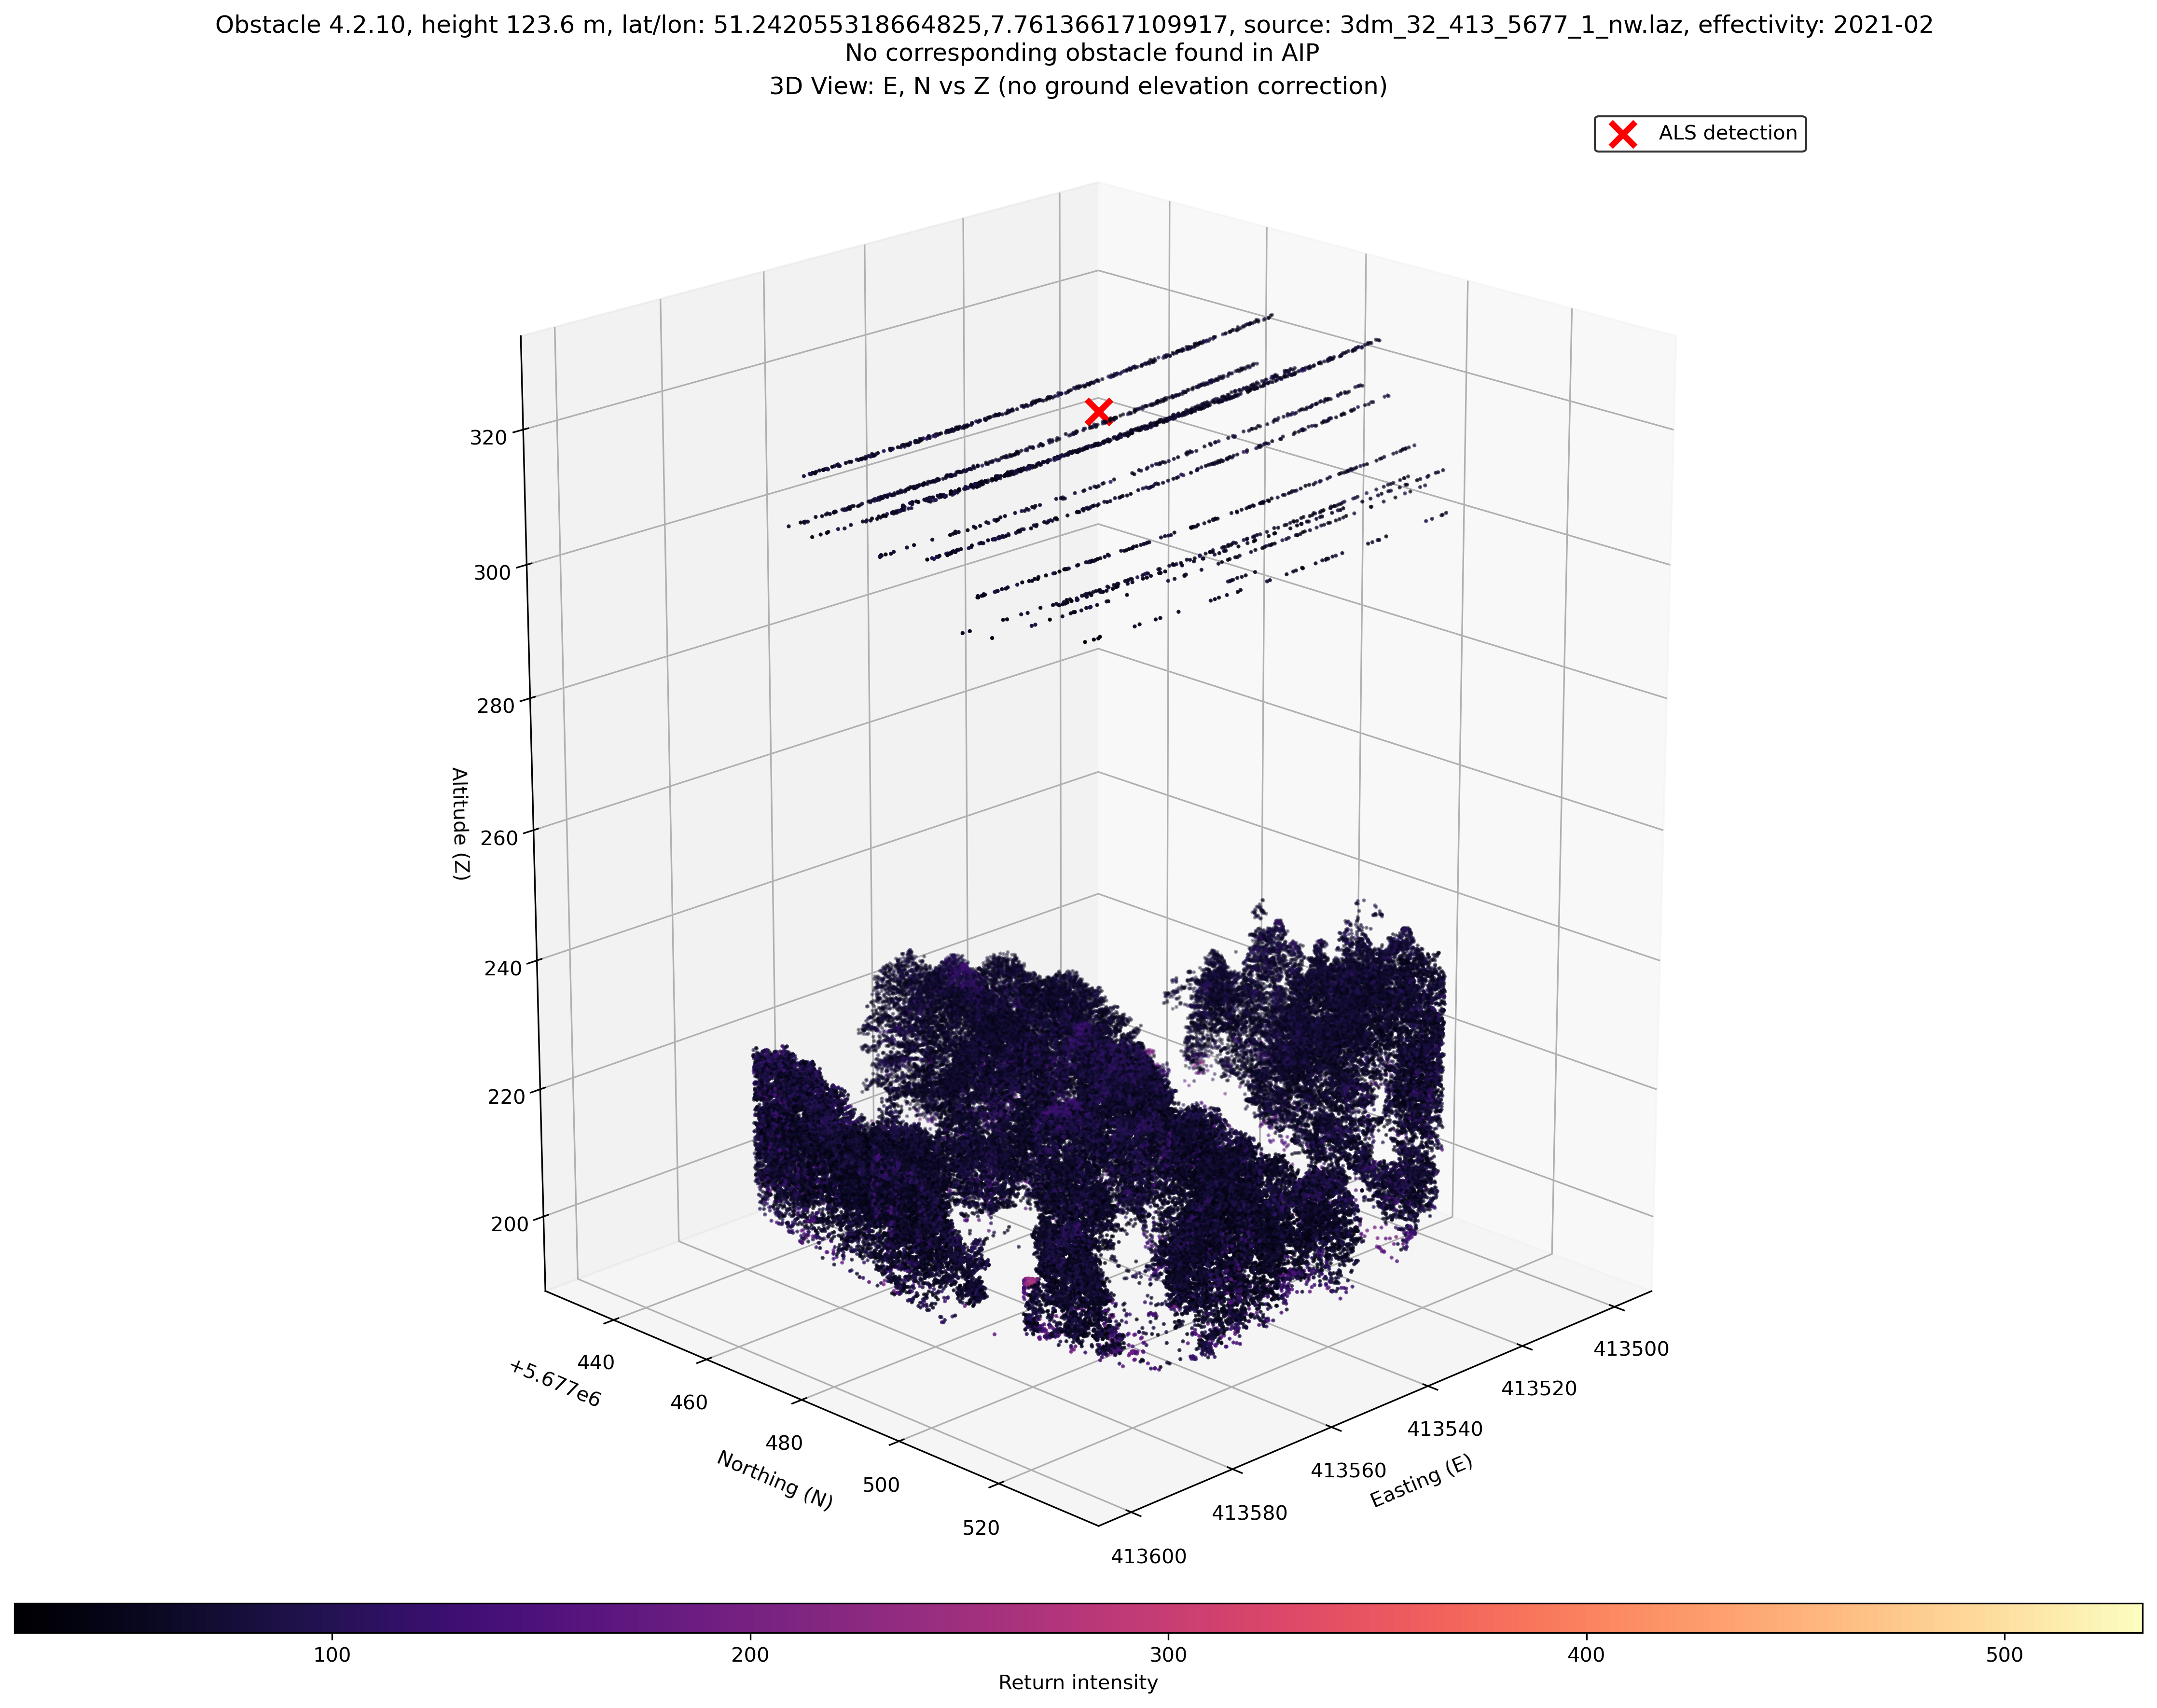 Obstacle 4.2.10, height 123.6 m, lat/lon: 51.242055318664825,7.76136617109917, source: 3dm_32_413_5677_1_nw.laz, effectivity: 2021-02
No corresponding obstacle found in AIP
3D View: E, N vs Z (no ground elevation correction)
ALS detection
320
300
280
260
240
220
200
Altitude (Z)
+5.677e6
440
460
480
500
520
Northing (N)
413500
413520
413540
413560
413580
413600
Easting (E)
100
200
300
400
500
Return intensity